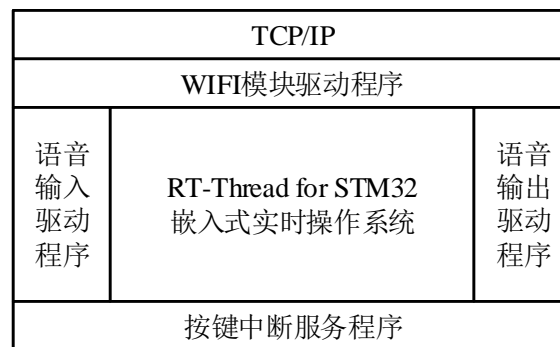 TCP/IP
WIFI模块驱动程序
语音
输入
驱动
程序
RT-Thread for STM32
嵌入式实时操作系统
语音
输出
驱动
程序
按键中断服务程序